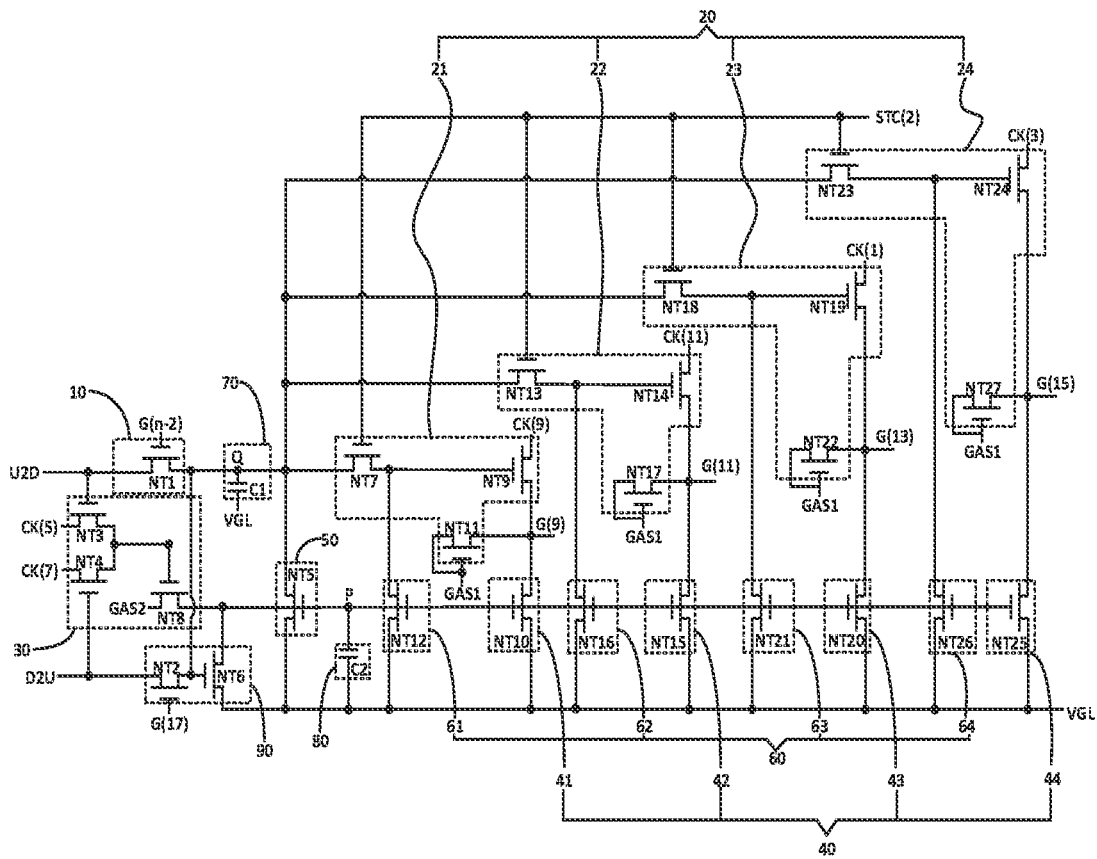 20
21 22 23 24
STC(2)
CK(3)
NT23
NT24
CK(1)
NT18
NT19
CK(11)
10
70
NT13
NT14
NT27
G(15)
GAS1
G(n-2)
CK(9)
NT22
G(13)
U2D
Q
NT1
C1
NT7
NT9
NT17
G(11)
GAS1
VGL
CK(5)
NT3
NT11
G(9)
GAS1
NT4
50
CK(7)
NT5
GAS1
P
GAS2
NT8
NT12
NT10
NT16
NT15
NT21
NT20
NT26
NT25
30
C2
D2U
NT2
NT6
G(17)
VGL
90
80
61 62 63 64
60
41 42 43 44
40